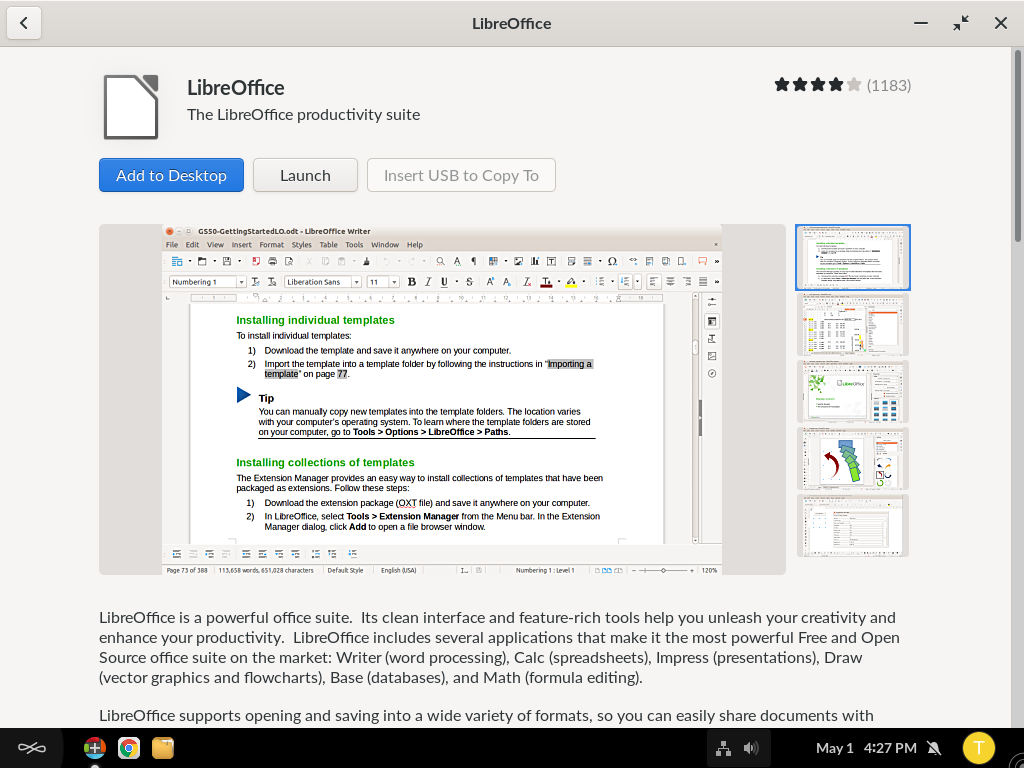 LibreOffice
LibreOffice
The LibreOffice productivity suite
(1183)
Add to Desktop
Launch
Insert USB to Copy To
GS50-GettingStartedLO.odt - LibreOffice Writer
File Edit View Insert Format Styles Table Tools Window Help
Numbering 1
Liberation Sans
11
Installing individual templates
To install individual templates:
1) Download the template and save it anywhere on your computer.
2) Import the template into a template folder by following the instructions in "Importing a
template" on page 77.
Tip
You can manually copy new templates into the template folders. The location varies
with your computer's operating system. To learn where the template folders are stored
on your computer, go to Tools > Options > LibreOffice > Paths.
Installing collections of templates
The Extension Manager provides an easy way to install collections of templates that have been
packaged as extensions. Follow these steps:
1) Download the extension package (OXT file) and save it anywhere on your computer.
2) In LibreOffice, select Tools > Extension Manager from the Menu bar. In the Extension
Manager dialog, click Add to open a file browser window.
Page 73 of 388 113,658 words, 651,028 characters Default Style English (USA) Numbering 1 : Level 1 120%
LibreOffice is a powerful office suite. Its clean interface and feature-rich tools help you unleash your creativity and
enhance your productivity. LibreOffice includes several applications that make it the most powerful Free and Open
Source office suite on the market: Writer (word processing), Calc (spreadsheets), Impress (presentations), Draw
(vector graphics and flowcharts), Base (databases), and Math (formula editing).
LibreOffice supports opening and saving into a wide variety of formats, so you can easily share documents with
May 1 4:27 PM
T